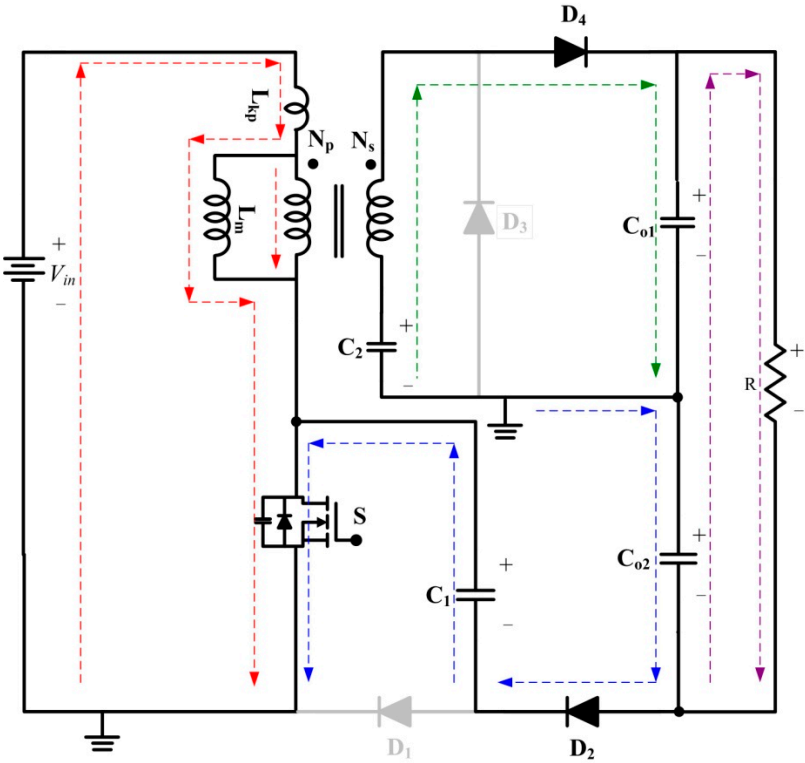 D4
Lkp
Np
Ns
+
Lm
D3
Co1
+
−
Vin
−
+
C2
−
+
R
−
S
+
Co2
−
+
C1
−
D1
D2